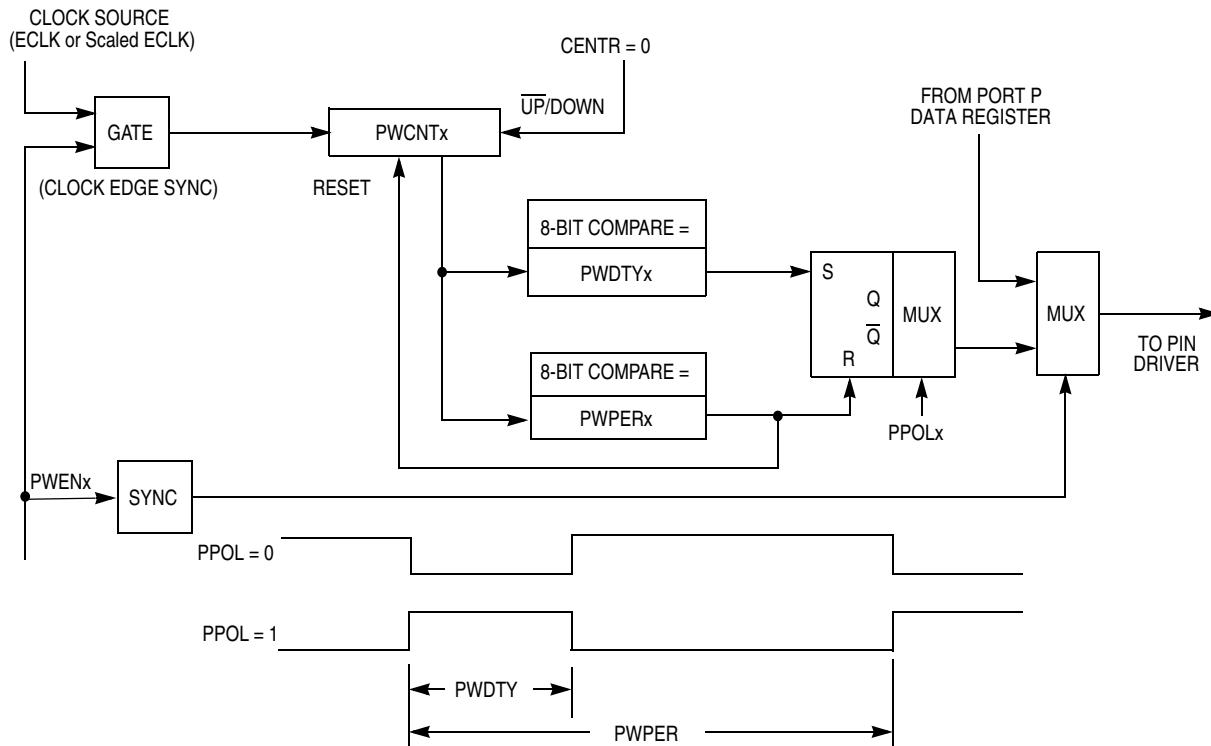 CLOCK SOURCE
(ECLK or Scaled ECLK)
CENTR = 0
UP/DOWN
FROM PORT P
DATA REGISTER
GATE
PWCNTx
(CLOCK EDGE SYNC)
RESET
8-BIT COMPARE =
PWDTYx
S
Q
Q
R
MUX
MUX
TO PIN
DRIVER
8-BIT COMPARE =
PWPERx
PPOLx
PWENx
SYNC
PPOL = 0
PPOL = 1
PWDTY
PWPER